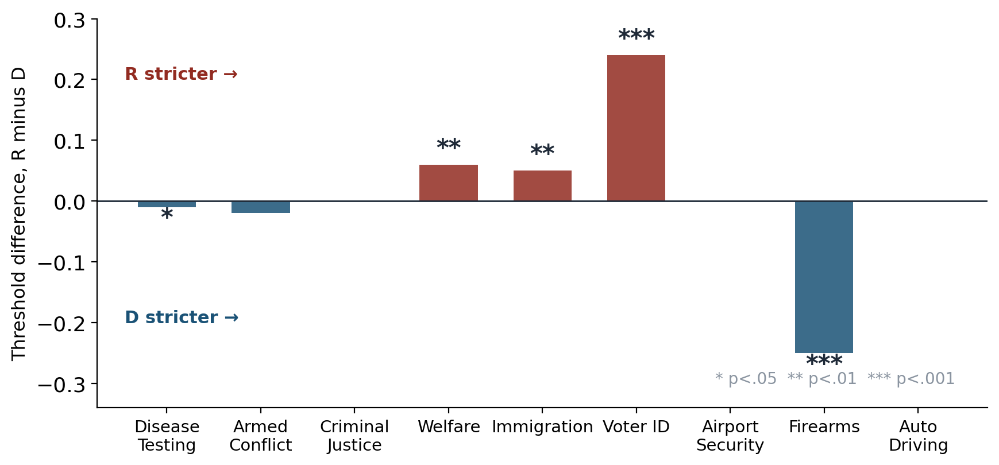 Threshold difference, R minus D
0.3
0.2
0.1
0.0
−0.1
−0.2
−0.3
R stricter →
D stricter →
*
**
**
***
***
* p<.05 ** p<.01 *** p<.001
Disease
Testing
Armed
Conflict
Criminal
Justice
Welfare
Immigration
Voter ID
Airport
Security
Firearms
Auto
Driving